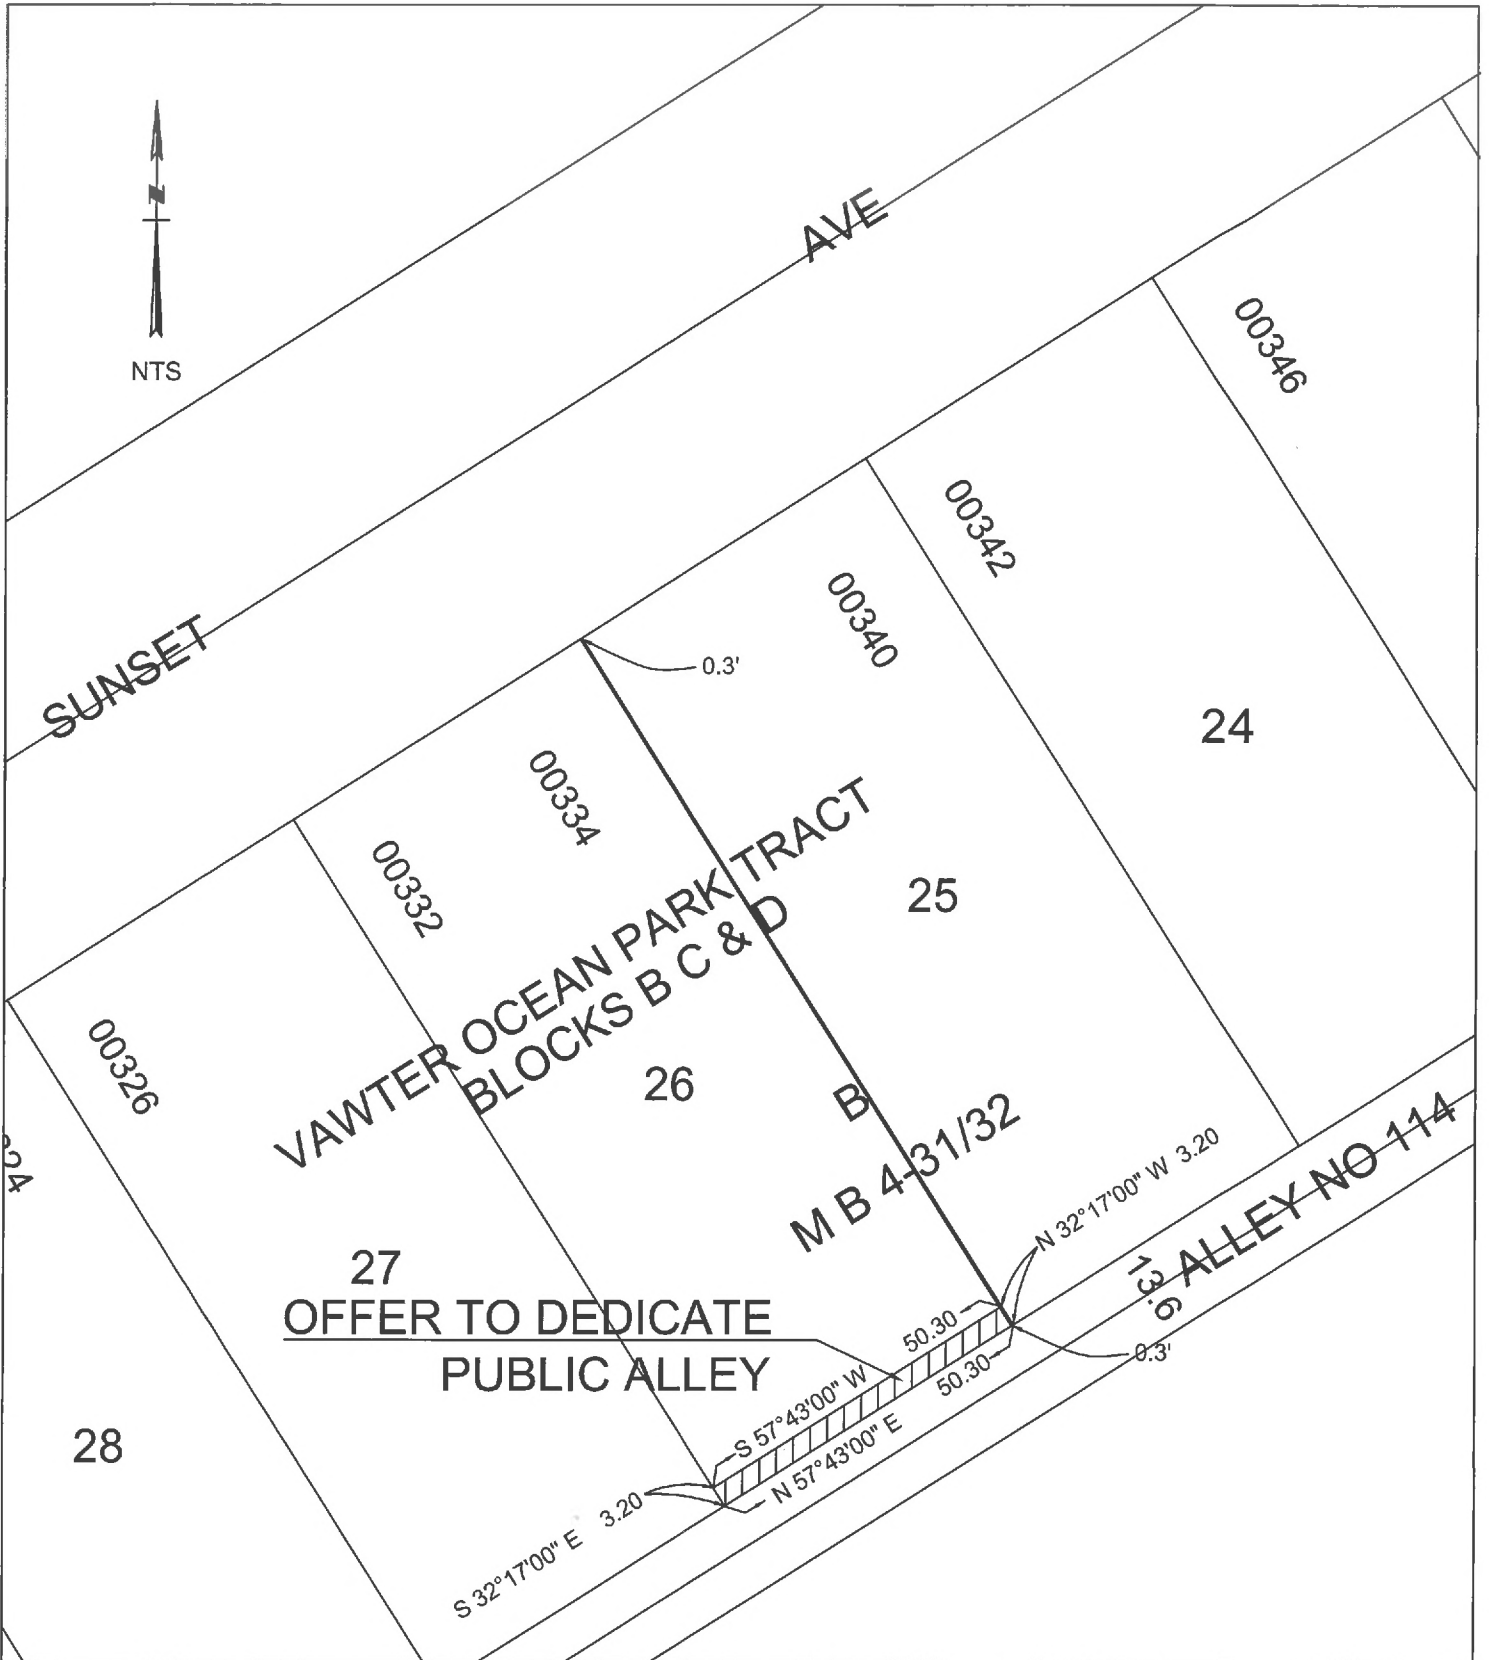 N
NTS
SUNSET AVE
00346
00342
00340
0.3'
00334
00332
00326
24
25
26
27
28
VAWTER OCEAN PARK TRACT
BLOCKS B C & D
B
M B 4-31/32
N 32°17'00" W 3.20
ALLEY NO 114
13.6
0.3'
OFFER TO DEDICATE
PUBLIC ALLEY
50.30
S 57°43'00" W
50.30
N 57°43'00" E
S 32°17'00" E 3.20